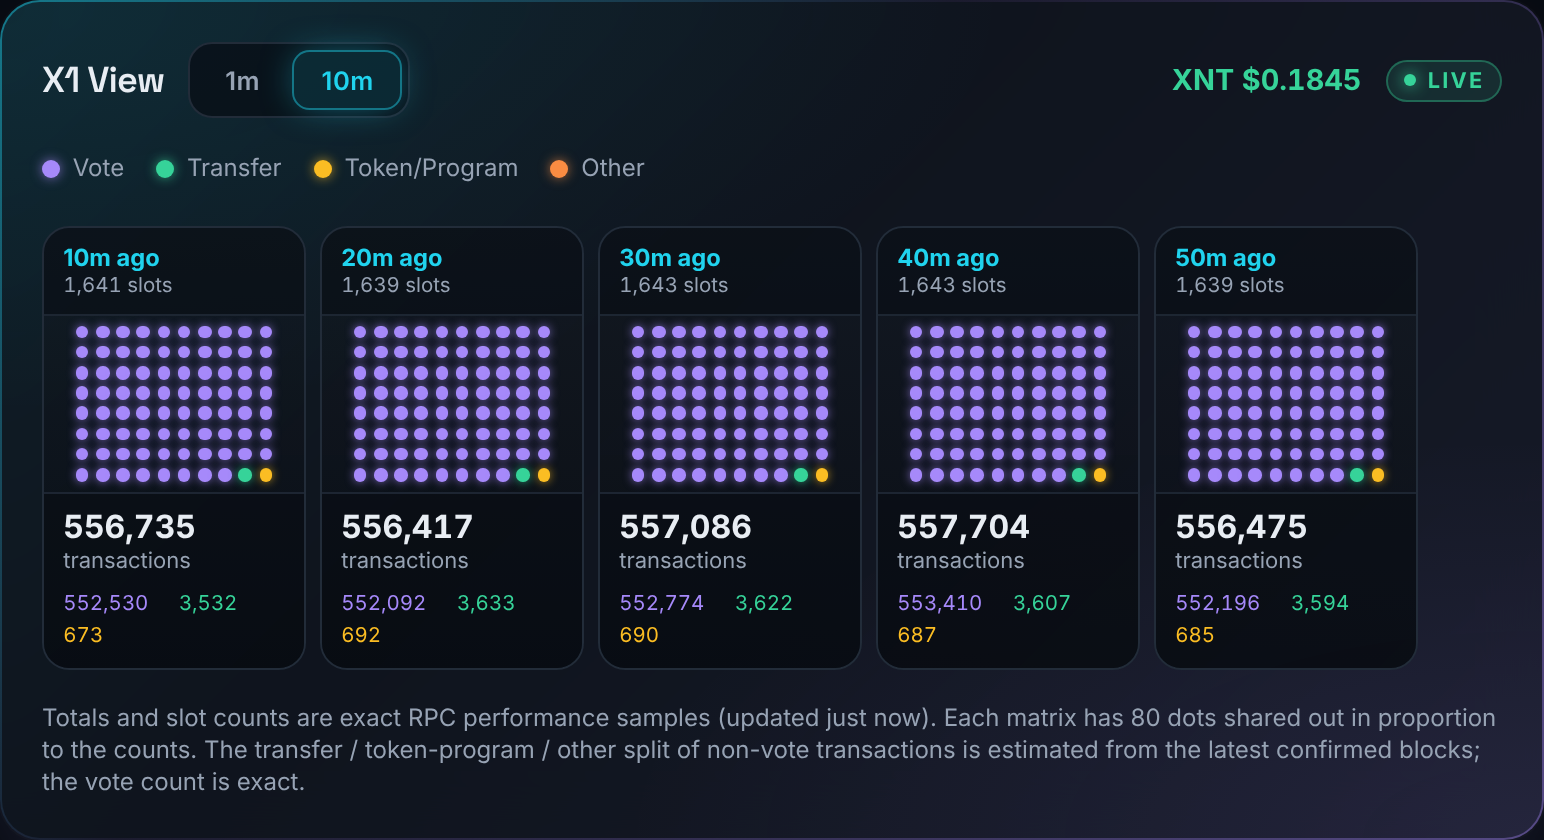 X1 View
1m
10m
XNT $0.1845
LIVE
Vote
Transfer
Token/Program
Other
10m ago
1,641 slots
556,735
transactions
552,530 3,532
673
20m ago
1,639 slots
556,417
transactions
552,092 3,633
692
30m ago
1,643 slots
557,086
transactions
552,774 3,622
690
40m ago
1,643 slots
557,704
transactions
553,410 3,607
687
50m ago
1,639 slots
556,475
transactions
552,196 3,594
685
Totals and slot counts are exact RPC performance samples (updated just now). Each matrix has 80 dots shared out in proportion
to the counts. The transfer / token-program / other split of non-vote transactions is estimated from the latest confirmed blocks;
the vote count is exact.